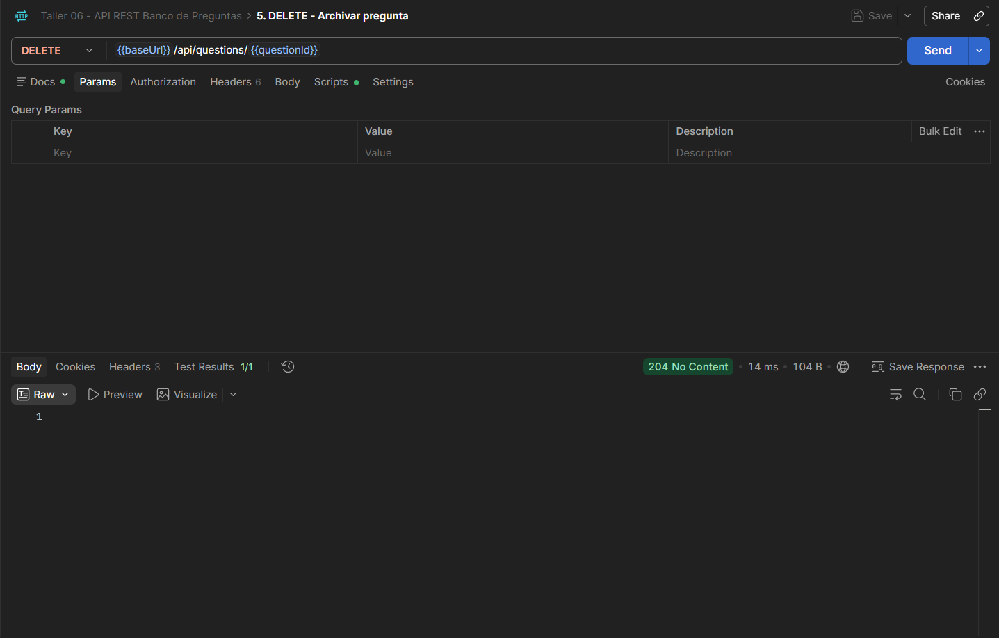 HTTP Taller 06 - API REST Banco de Preguntas > 5. DELETE - Archivar pregunta Save Share
DELETE {{baseUrl}} /api/questions/ {{questionId}} Send
Docs Params Authorization Headers 6 Body Scripts Settings Cookies
Query Params
Key Value Description Bulk Edit ···
Key Value Description
Body Cookies Headers 3 Test Results 1/1 204 No Content • 14 ms • 104 B • e.g. Save Response ···
Raw Preview Visualize
1